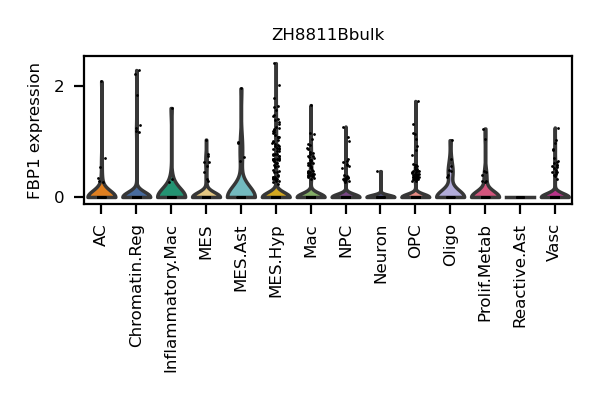 ZH8811Bbulk
FBP1 expression
2
0
AC
Chromatin.Reg
Inflammatory.Mac
MES
MES.Ast
MES.Hyp
Mac
NPC
Neuron
OPC
Oligo
Prolif.Metab
Reactive.Ast
Vasc